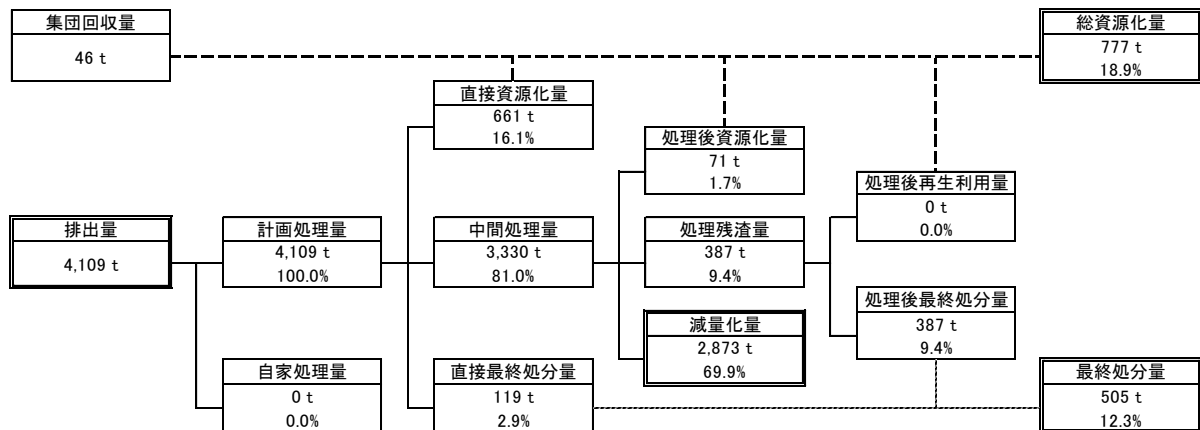 集団回収量
46 t
総資源化量
777 t
18.9%
直接資源化量
661 t
16.1%
処理後資源化量
71 t
1.7%
処理後再生利用量
0 t
0.0%
排出量
4,109 t
計画処理量
4,109 t
100.0%
中間処理量
3,330 t
81.0%
処理残渣量
387 t
9.4%
処理後最終処分量
387 t
9.4%
減量化量
2,873 t
69.9%
自家処理量
0 t
0.0%
直接最終処分量
119 t
2.9%
最終処分量
505 t
12.3%